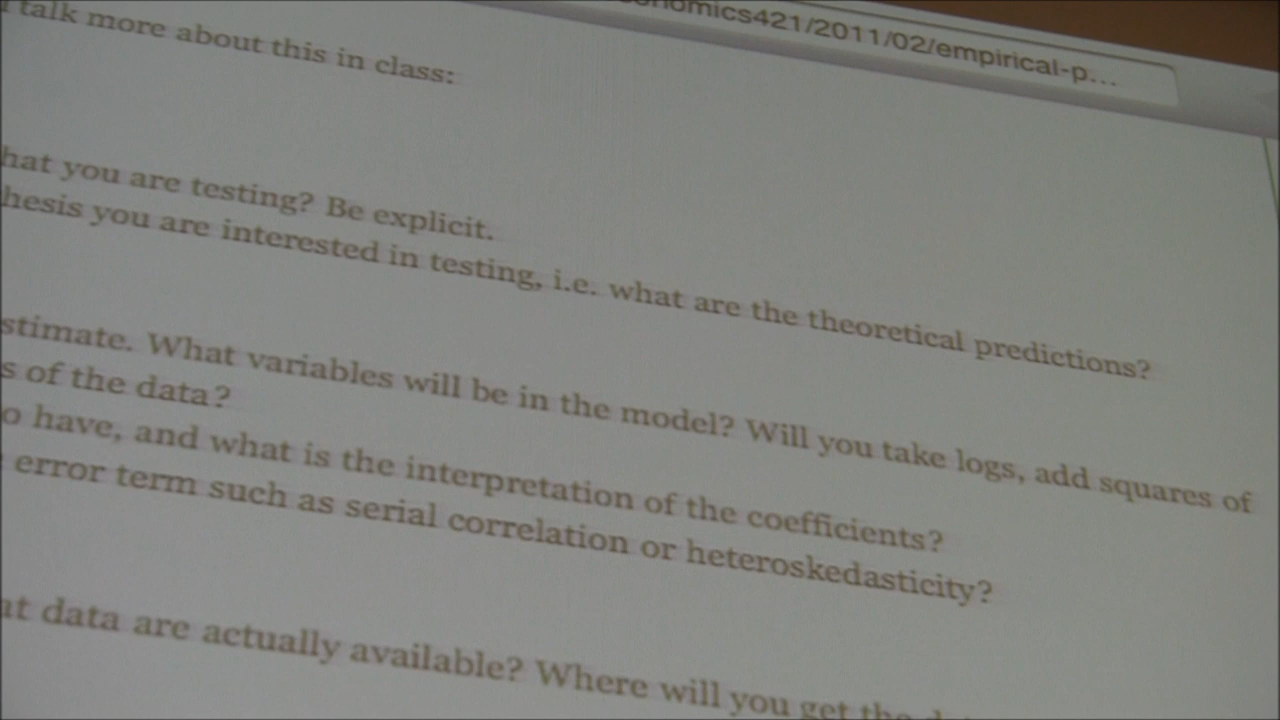 onomics421/2011/02/empirical-p...
talk more about this in class:
hat you are testing? Be explicit.
hesis you are interested in testing, i.e. what are the theoretical predictions?
stimate. What variables will be in the model? Will you take logs, add squares of
s of the data?
o have, and what is the interpretation of the coefficients?
error term such as serial correlation or heteroskedasticity?
at data are actually available? Where will you get the